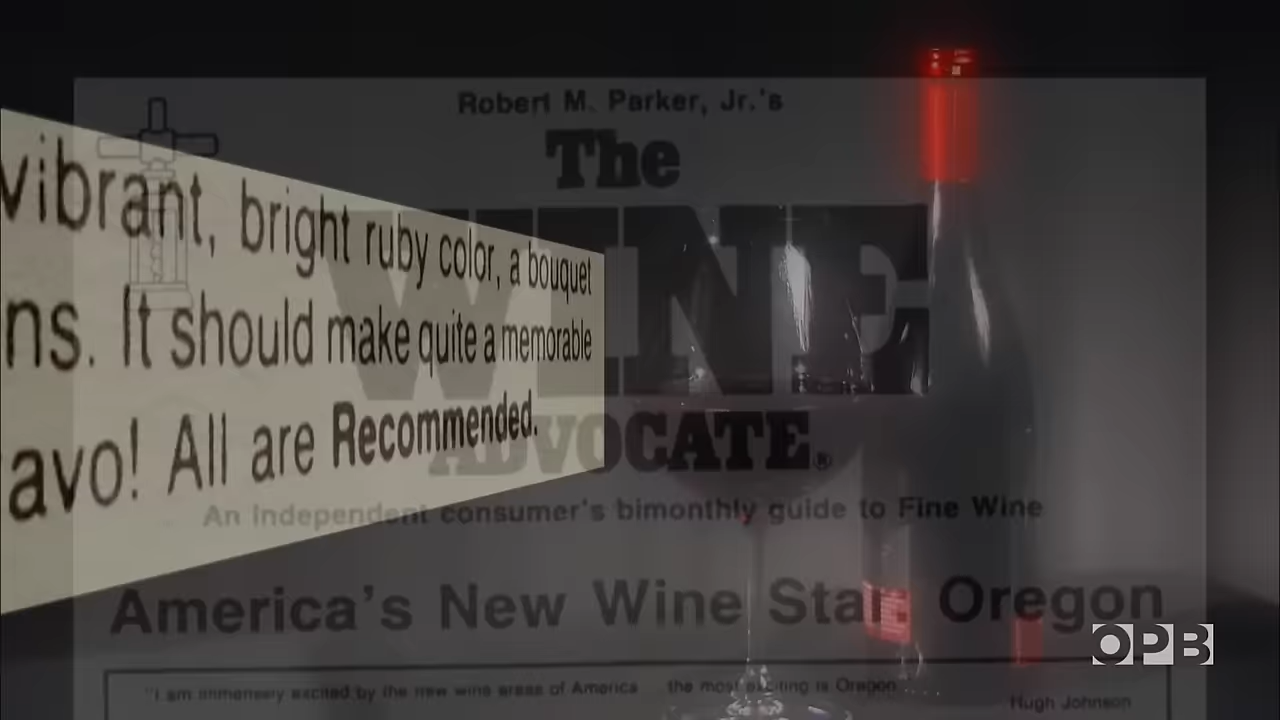 Robert M. Parker, Jr.'s
The
WINE
ADVOCATE®
An independent consumer's bimonthly guide to Fine Wine
America's New Wine Star: Oregon
"I am immensely excited by the new wine areas of America the most exciting is Oregon
Hugh Johnson
vibrant, bright ruby color, a bouquet
ns. It should make quite a memorable
avo! All are Recommended.
OPB